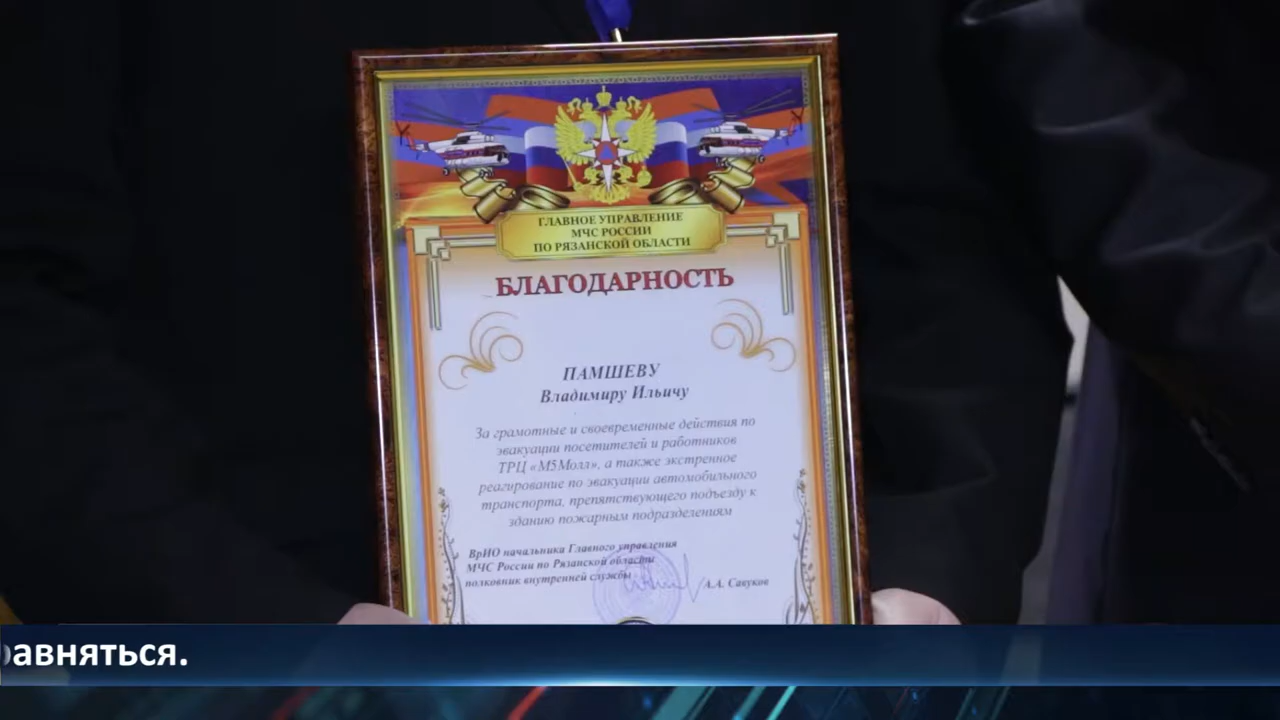 ГЛАВНОЕ УПРАВЛЕНИЕ
МЧС РОССИИ
ПО РЯЗАНСКОЙ ОБЛАСТИ
БЛАГОДАРНОСТЬ
ПАМШЕВУ
Владимиру Ильичу
За грамотные и своевременные действия по
эвакуации посетителей и работников
ТРЦ «М5Молл», а также экстренное
реагирование по эвакуации автомобильного
транспорта, препятствующего подъезду к
зданию пожарным подразделениям
ВрИО начальника Главного управления
МЧС России по Рязанской области
полковник внутренней службы А.А. Савуков
равняться.